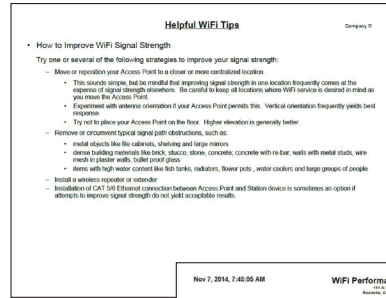 Helpful WiFi Tips
Company ©
• How to Improve WiFi Signal Strength
Try one or several of the following strategies to improve your signal strength:
– Move or reposition your Access Point to a closer or more centralized location.
• This sounds simple, but be mindful that improving signal strength in one location frequently comes at the
expense of signal strength elsewhere. Be careful to keep all locations where WiFi service is desired in mind as
you move the Access Point.
• Experiment with antenna orientation if your Access Point permits this. Vertical orientation frequently yields best
response.
• Try not to place your Access Point on the floor. Higher elevation is generally better.
– Remove or circumvent typical signal path obstructions, such as:
• metal objects like file cabinets, shelving and large mirrors
• dense building materials like brick, stucco, stone, concrete; concrete with re-bar, walls with metal studs, wire
mesh in plaster walls, bullet proof glass
• items with high water content like fish tanks, radiators, flower pots , water coolers and large groups of people
– Install a wireless repeater or extender
– Installation of CAT 5/6 Ethernet connection between Access Point and Station device is sometimes an option if
attempts to improve signal strength do not yield acceptable results.
Nov 7, 2014, 7:45:05 AM
WiFi Performa